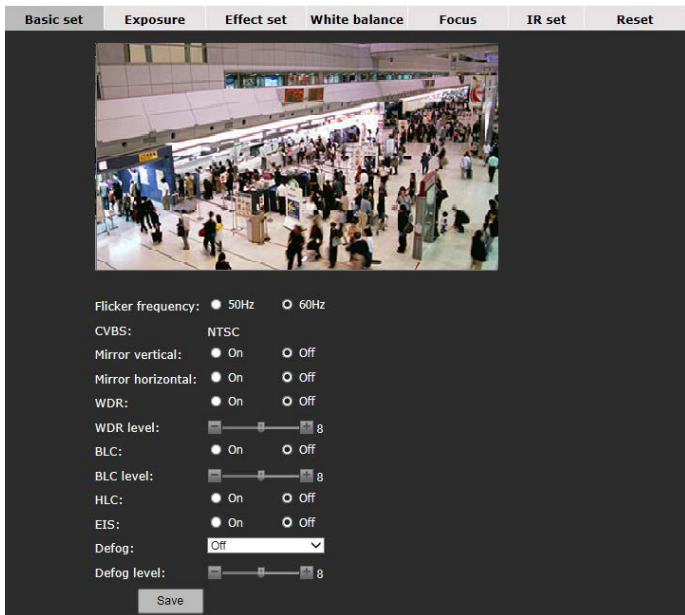 Basic set Exposure Effect set White balance Focus IR set Reset
Flicker frequency: 50Hz 60Hz
CVBS: NTSC
Mirror vertical: On Off
Mirror horizontal: On Off
WDR: On Off
WDR level: 8
BLC: On Off
BLC level: 8
HLC: On Off
EIS: On Off
Defog: Off
Defog level: 8
Save